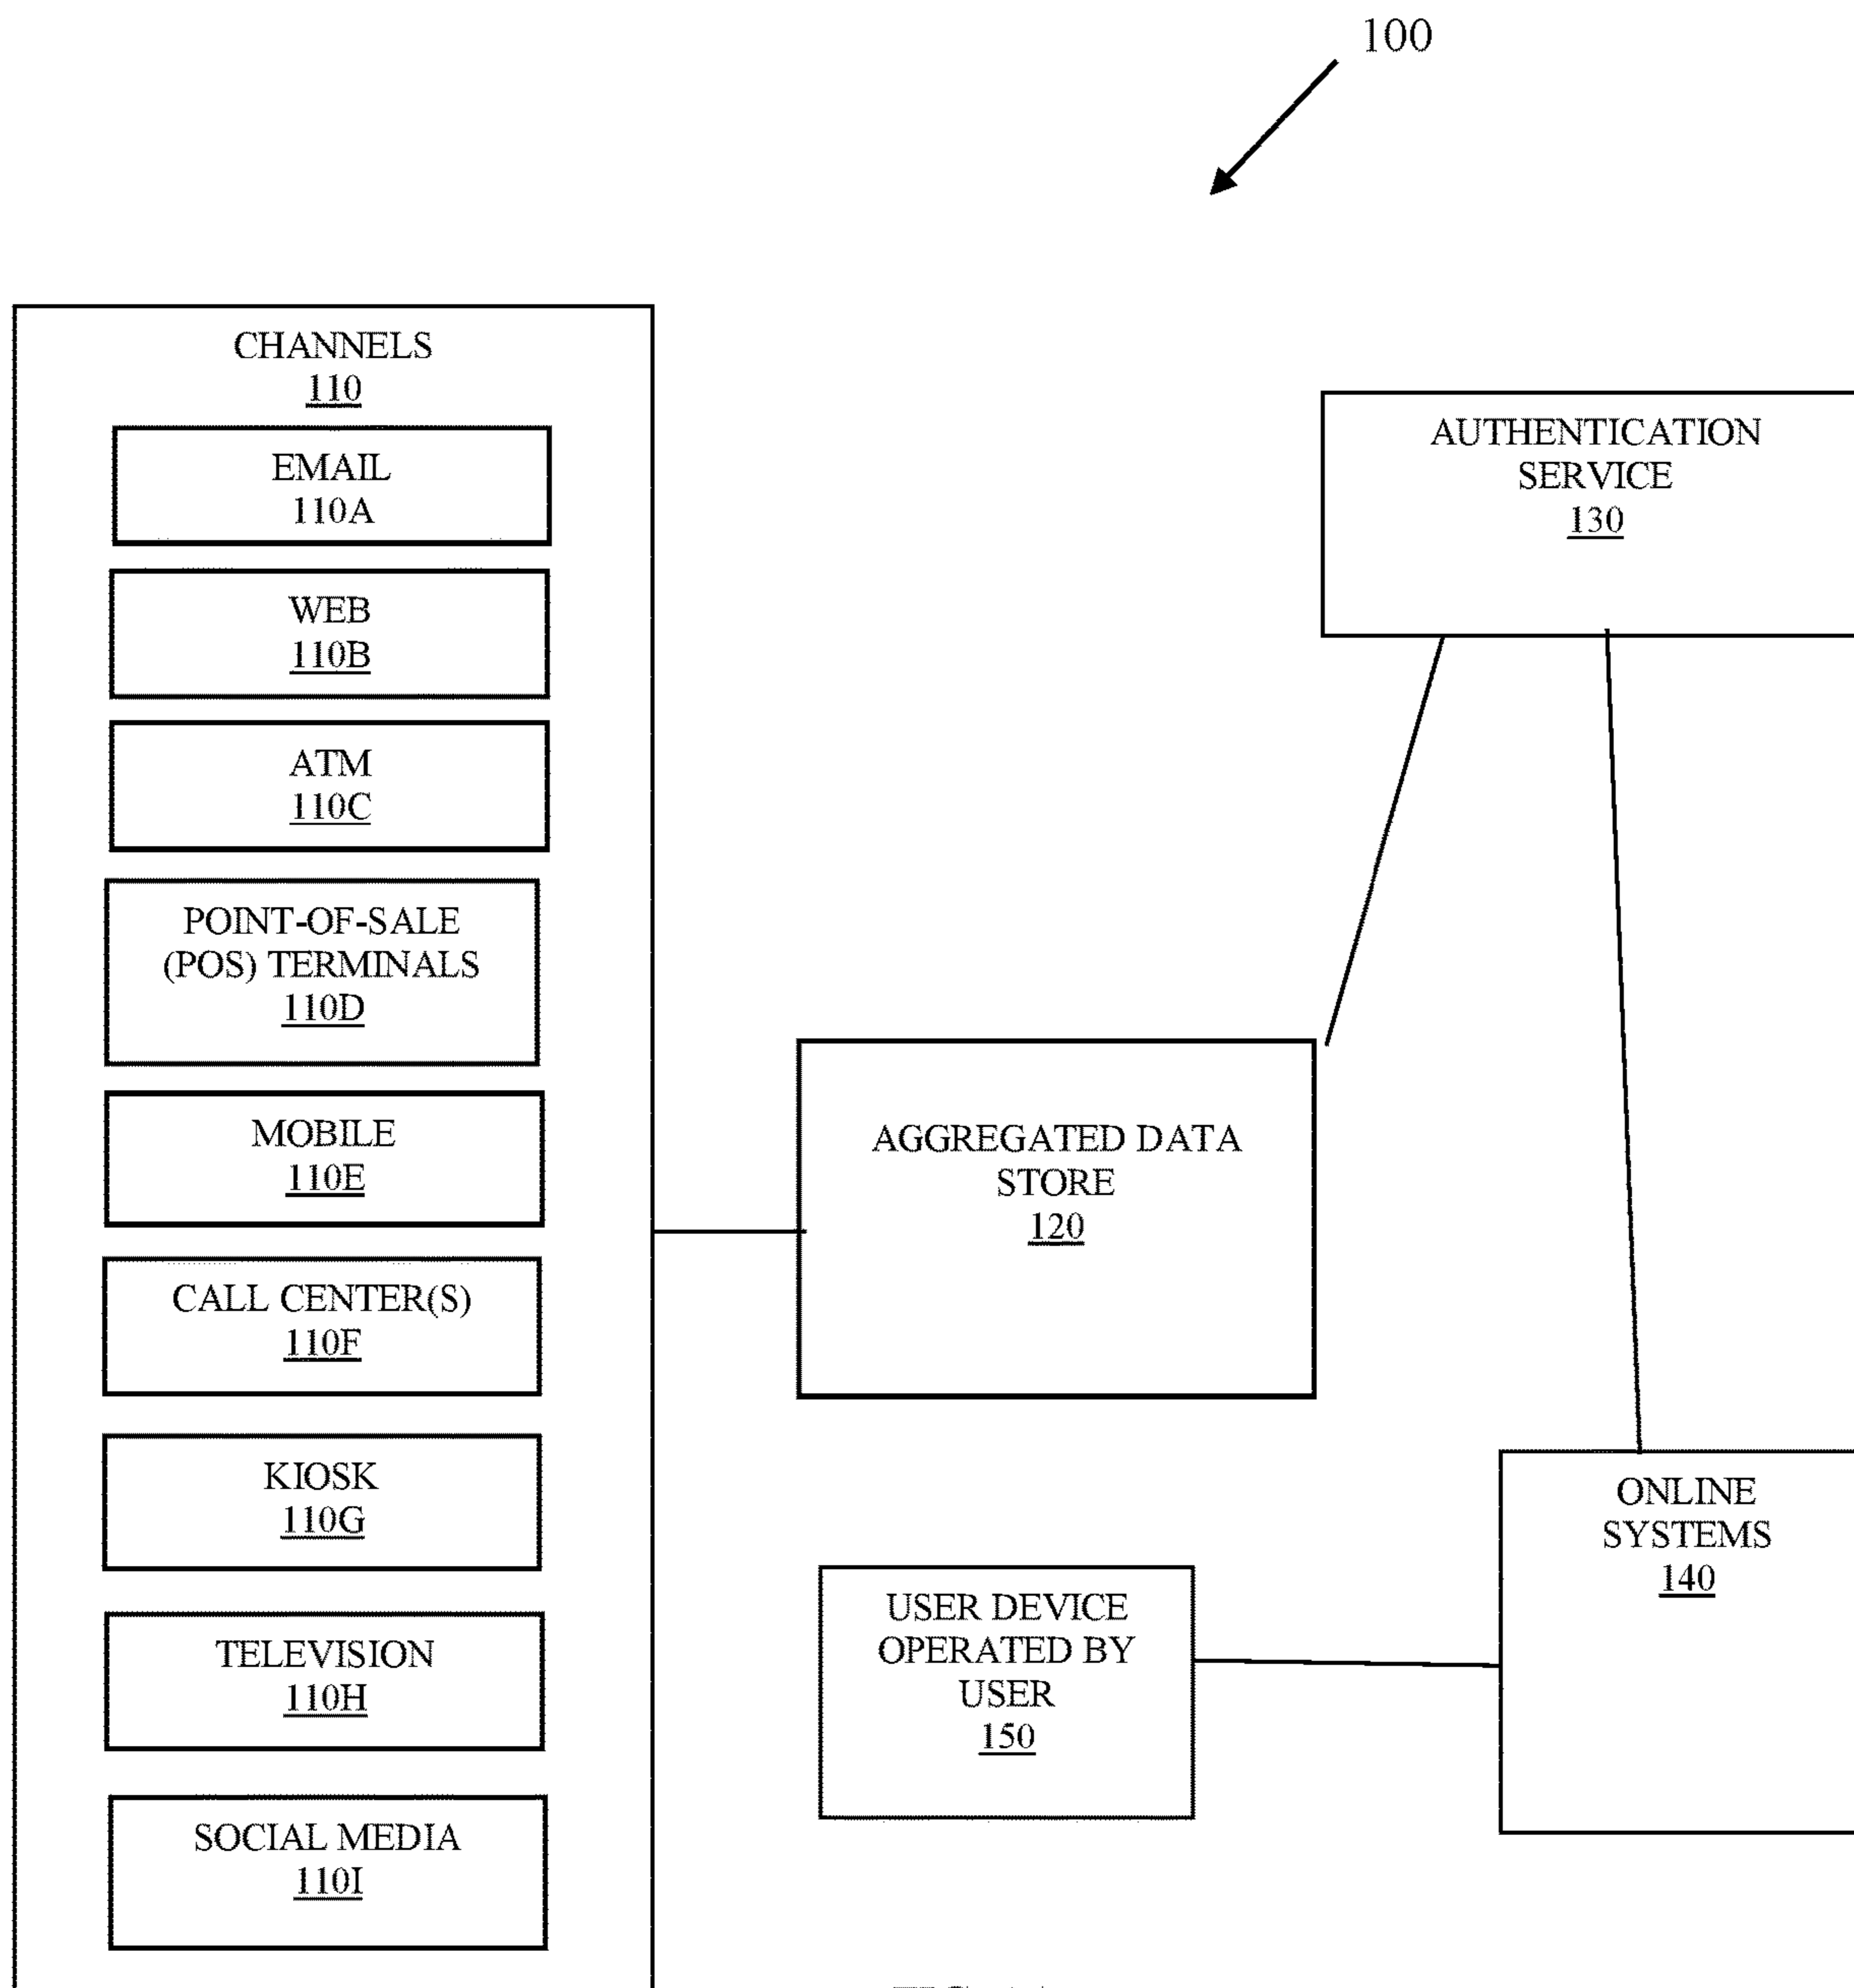 100
CHANNELS
110
EMAIL
110A
WEB
110B
ATM
110C
POINT-OF-SALE
(POS) TERMINALS
110D
MOBILE
110E
CALL CENTER(S)
110F
KIOSK
110G
TELEVISION
110H
SOCIAL MEDIA
110I
AGGREGATED DATA
STORE
120
AUTHENTICATION
SERVICE
130
ONLINE
SYSTEMS
140
USER DEVICE
OPERATED BY
USER
150